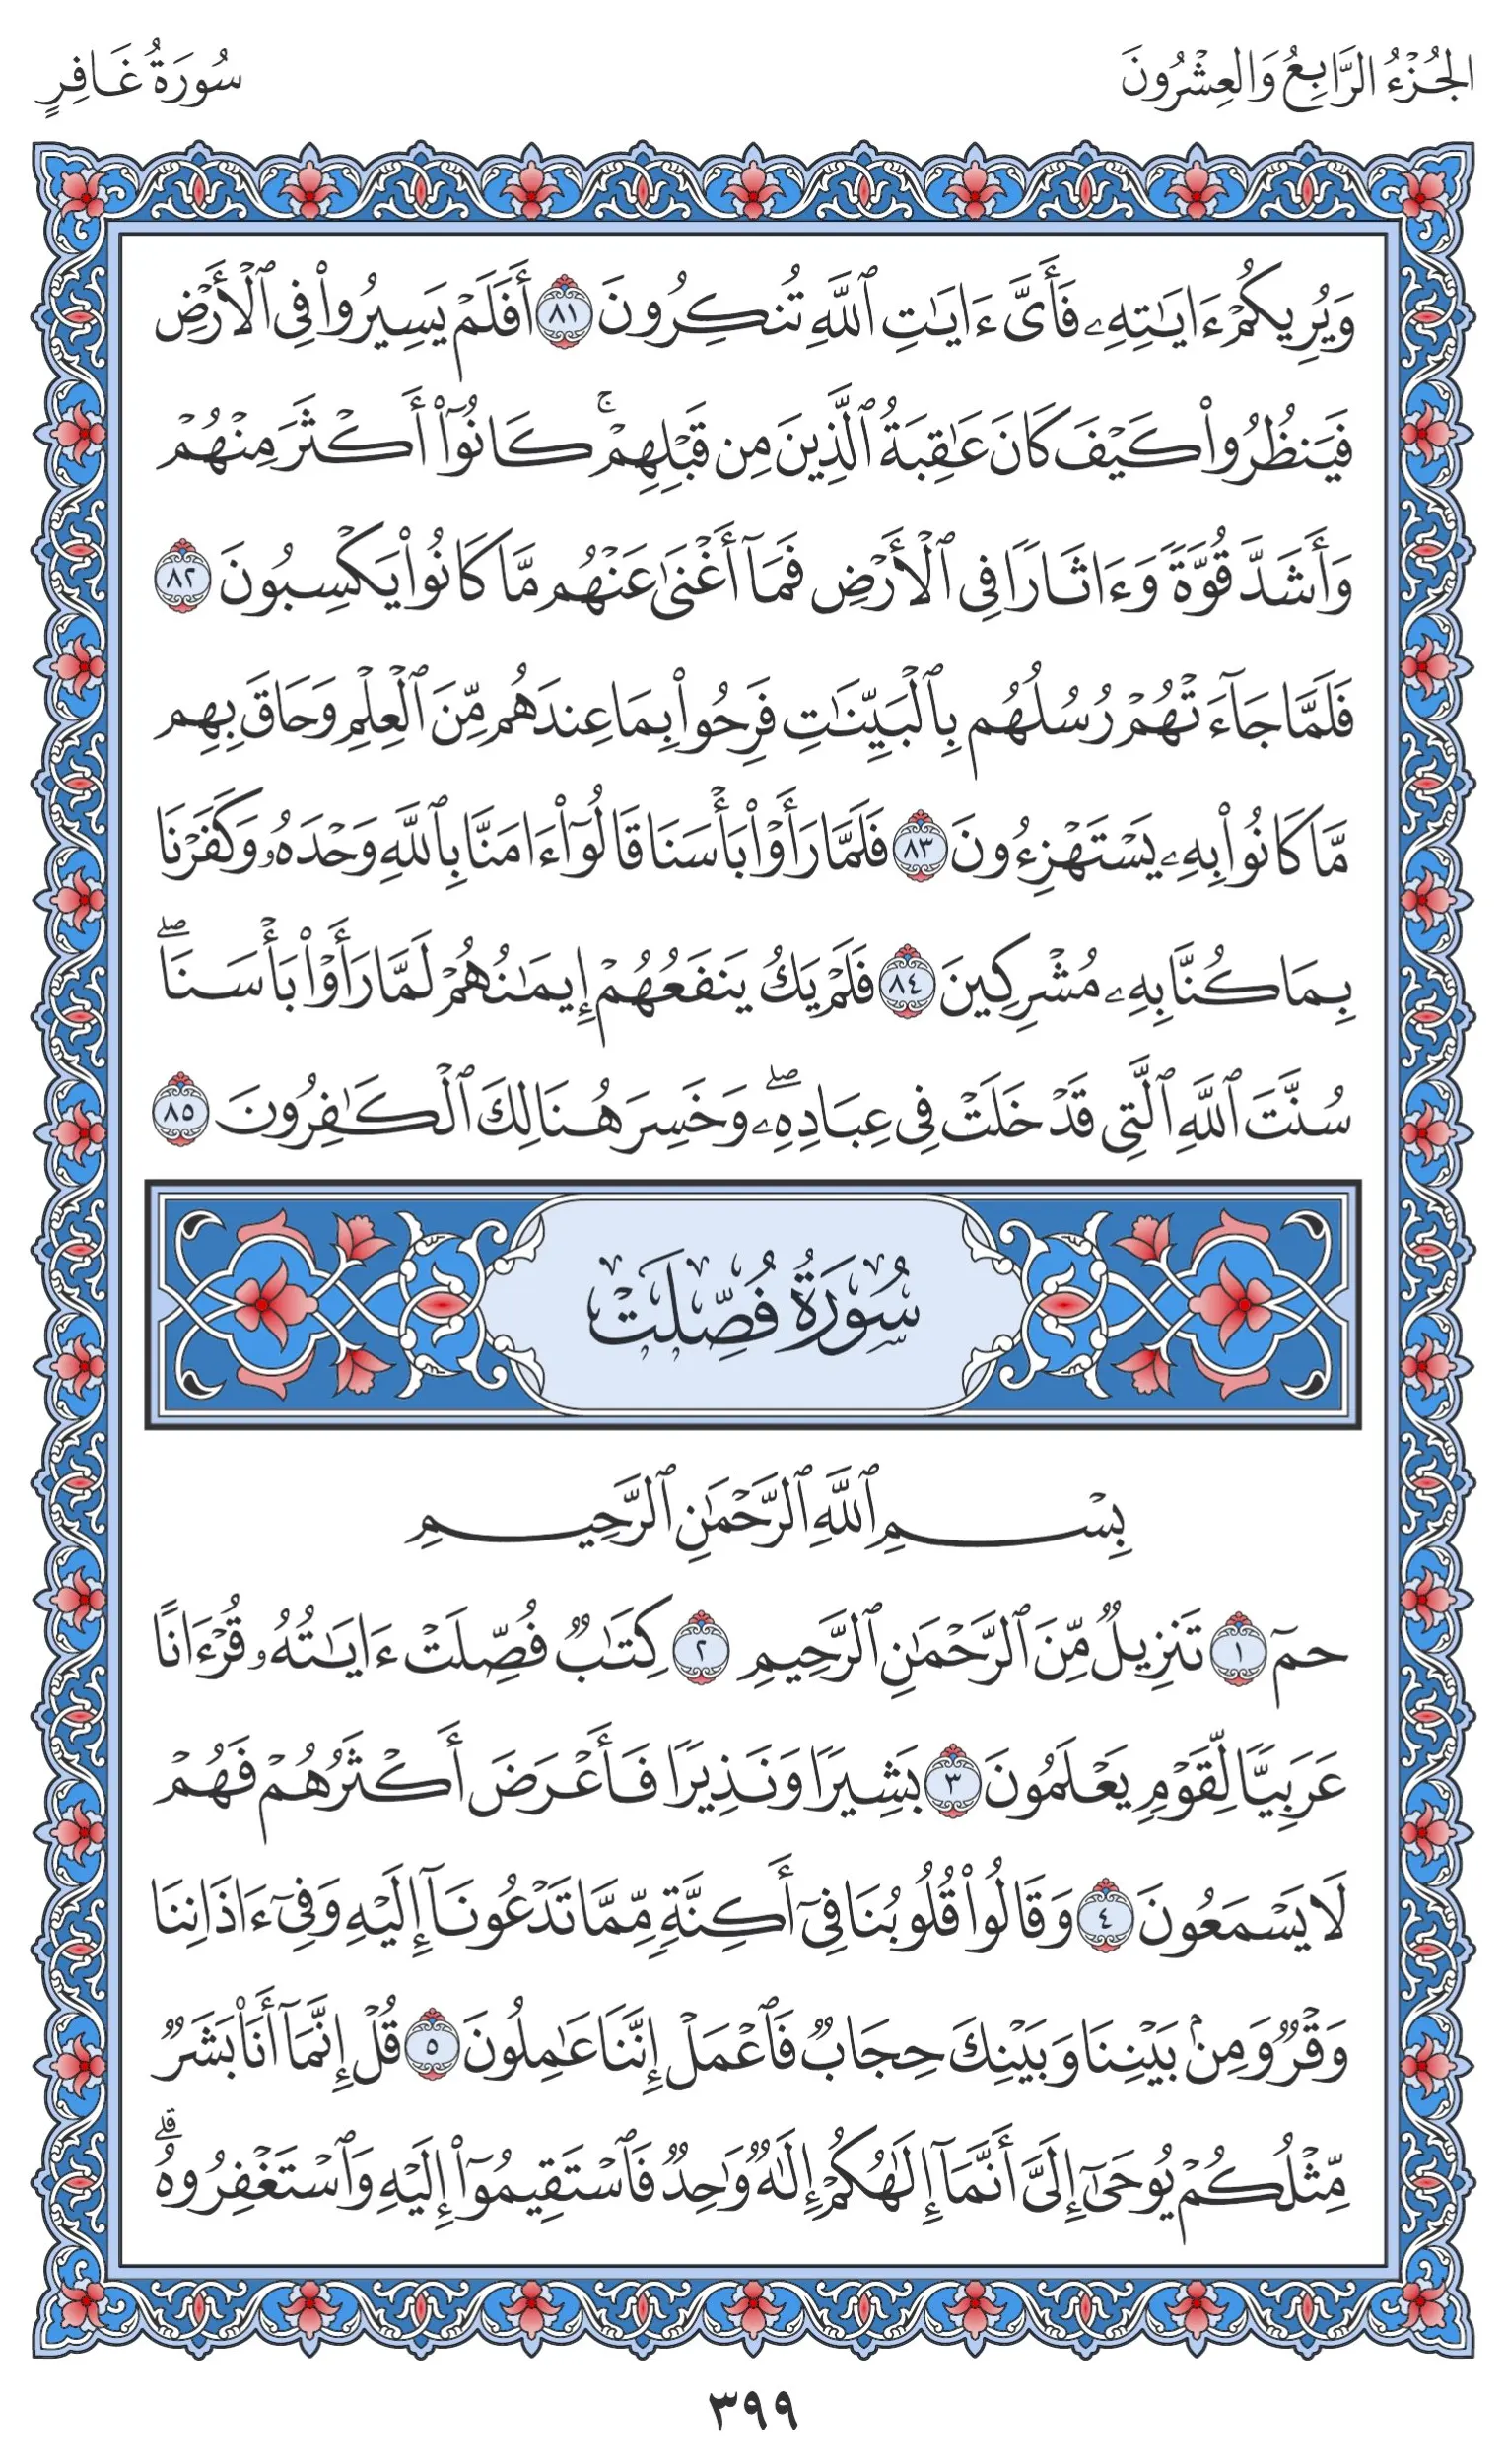 الجُزْءُ الرَّابِعُ وَالعِشْرُونَ
سُورَةُ غَافِرٍ
وَيُرِيكُمْ ءَايَٰتِهِۦ فَأَىَّ ءَايَٰتِ ٱللَّهِ تُنكِرُونَ ٨١ أَفَلَمْ يَسِيرُوا۟ فِى ٱلْأَرْضِ
فَيَنظُرُوا۟ كَيْفَ كَانَ عَٰقِبَةُ ٱلَّذِينَ مِن قَبْلِهِمْ ۚ كَانُوٓا۟ أَكْثَرَ مِنْهُمْ
وَأَشَدَّ قُوَّةً وَءَاثَارًا فِى ٱلْأَرْضِ فَمَآ أَغْنَىٰ عَنْهُم مَّا كَانُوا۟ يَكْسِبُونَ ٨٢
فَلَمَّا جَآءَتْهُمْ رُسُلُهُم بِٱلْبَيِّنَٰتِ فَرِحُوا۟ بِمَا عِندَهُم مِّنَ ٱلْعِلْمِ وَحَاقَ بِهِم
مَّا كَانُوا۟ بِهِۦ يَسْتَهْزِءُونَ ٨٣ فَلَمَّا رَأَوْا۟ بَأْسَنَا قَالُوٓا۟ ءَامَنَّا بِٱللَّهِ وَحْدَهُۥ وَكَفَرْنَا
بِمَا كُنَّا بِهِۦ مُشْرِكِينَ ٨٤ فَلَمْ يَكُ يَنفَعُهُمْ إِيمَٰنُهُمْ لَمَّا رَأَوْا۟ بَأْسَنَا ۖ
سُنَّتَ ٱللَّهِ ٱلَّتِى قَدْ خَلَتْ فِى عِبَادِهِۦ ۖ وَخَسِرَ هُنَالِكَ ٱلْكَٰفِرُونَ ٨٥
سُورَةُ فُصِّلَتْ
بِسْمِ ٱللَّهِ ٱلرَّحْمَٰنِ ٱلرَّحِيمِ
حمٓ ١ تَنزِيلٌ مِّنَ ٱلرَّحْمَٰنِ ٱلرَّحِيمِ ٢ كِتَٰبٌ فُصِّلَتْ ءَايَٰتُهُۥ قُرْءَانًا
عَرَبِيًّا لِّقَوْمٍ يَعْلَمُونَ ٣ بَشِيرًا وَنَذِيرًا فَأَعْرَضَ أَكْثَرُهُمْ فَهُمْ
لَا يَسْمَعُونَ ٤ وَقَالُوا۟ قُلُوبُنَا فِىٓ أَكِنَّةٍ مِّمَّا تَدْعُونَآ إِلَيْهِ وَفِىٓ ءَاذَانِنَا
وَقْرٌ وَمِنۢ بَيْنِنَا وَبَيْنِكَ حِجَابٌ فَٱعْمَلْ إِنَّنَا عَٰمِلُونَ ٥ قُلْ إِنَّمَآ أَنَا۠ بَشَرٌ
مِّثْلُكُمْ يُوحَىٰٓ إِلَىَّ أَنَّمَآ إِلَٰهُكُمْ إِلَٰهٌ وَٰحِدٌ فَٱسْتَقِيمُوٓا۟ إِلَيْهِ وَٱسْتَغْفِرُوهُ ۗ
٣٩٩